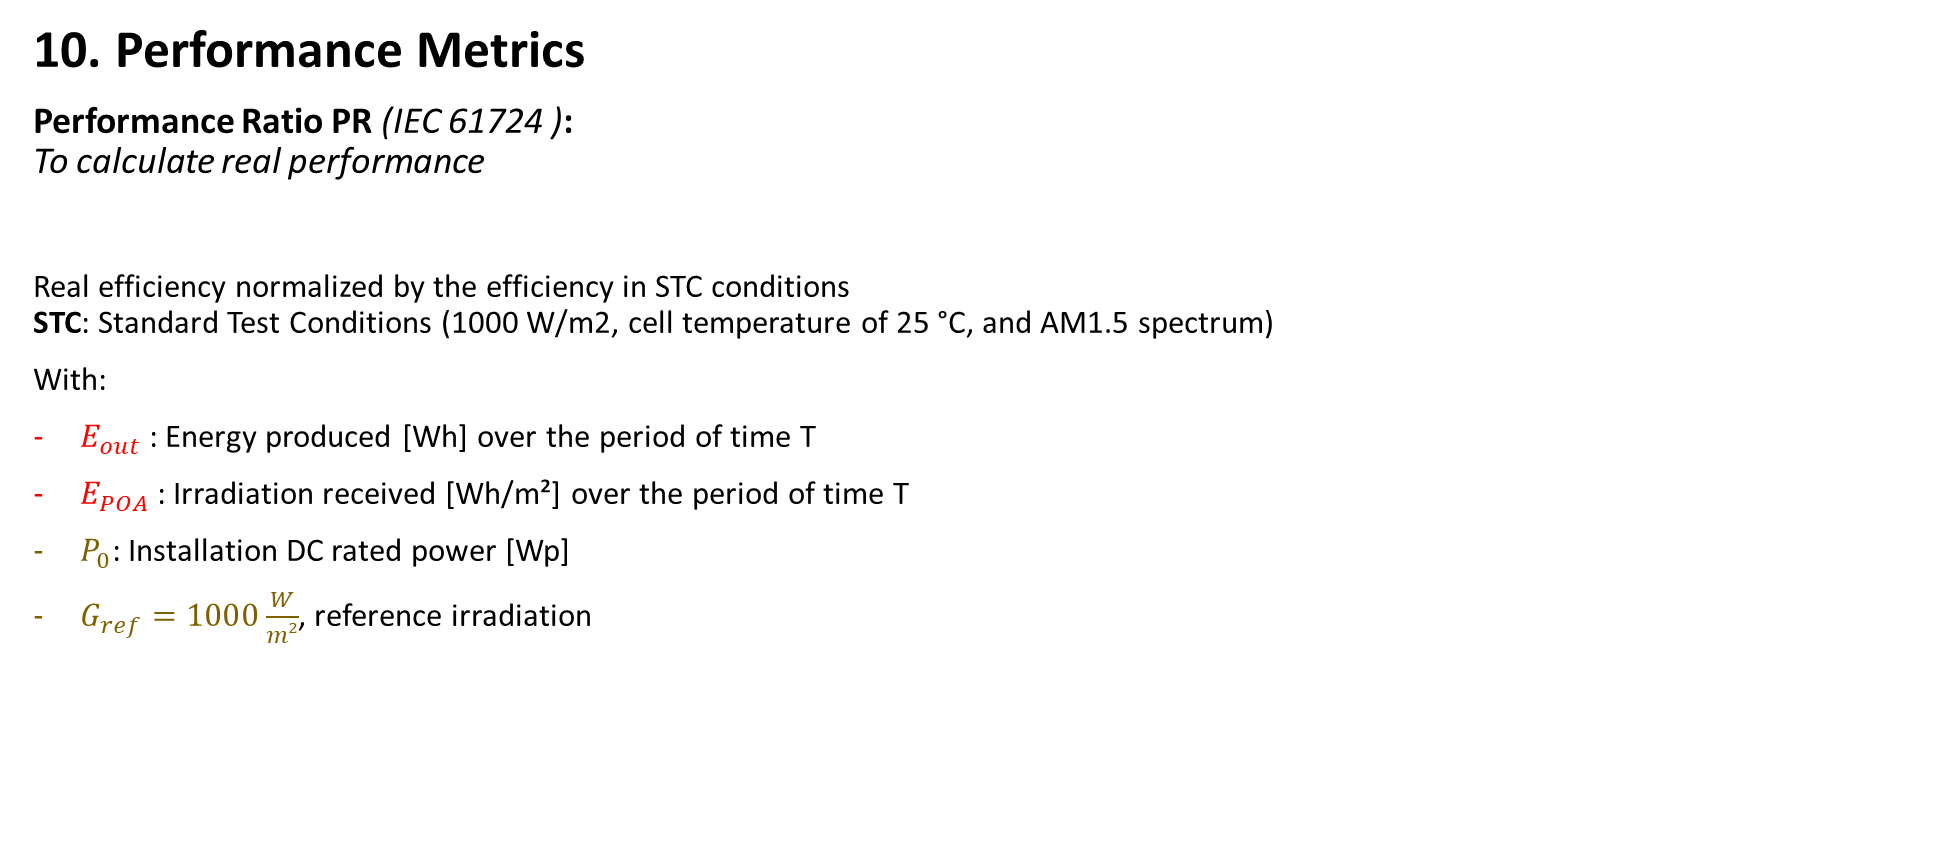 10. Performance Metrics
Performance Ratio PR (IEC 61724 ):
To calculate real performance
Real efficiency normalized by the efficiency in STC conditions
STC: Standard Test Conditions (1000 W/m2, cell temperature of 25 °C, and AM1.5 spectrum)
With:
- E_out : Energy produced [Wh] over the period of time T
- E_POA : Irradiation received [Wh/m²] over the period of time T
- P_0: Installation DC rated power [Wp]
- G_ref = 1000 W/m², reference irradiation